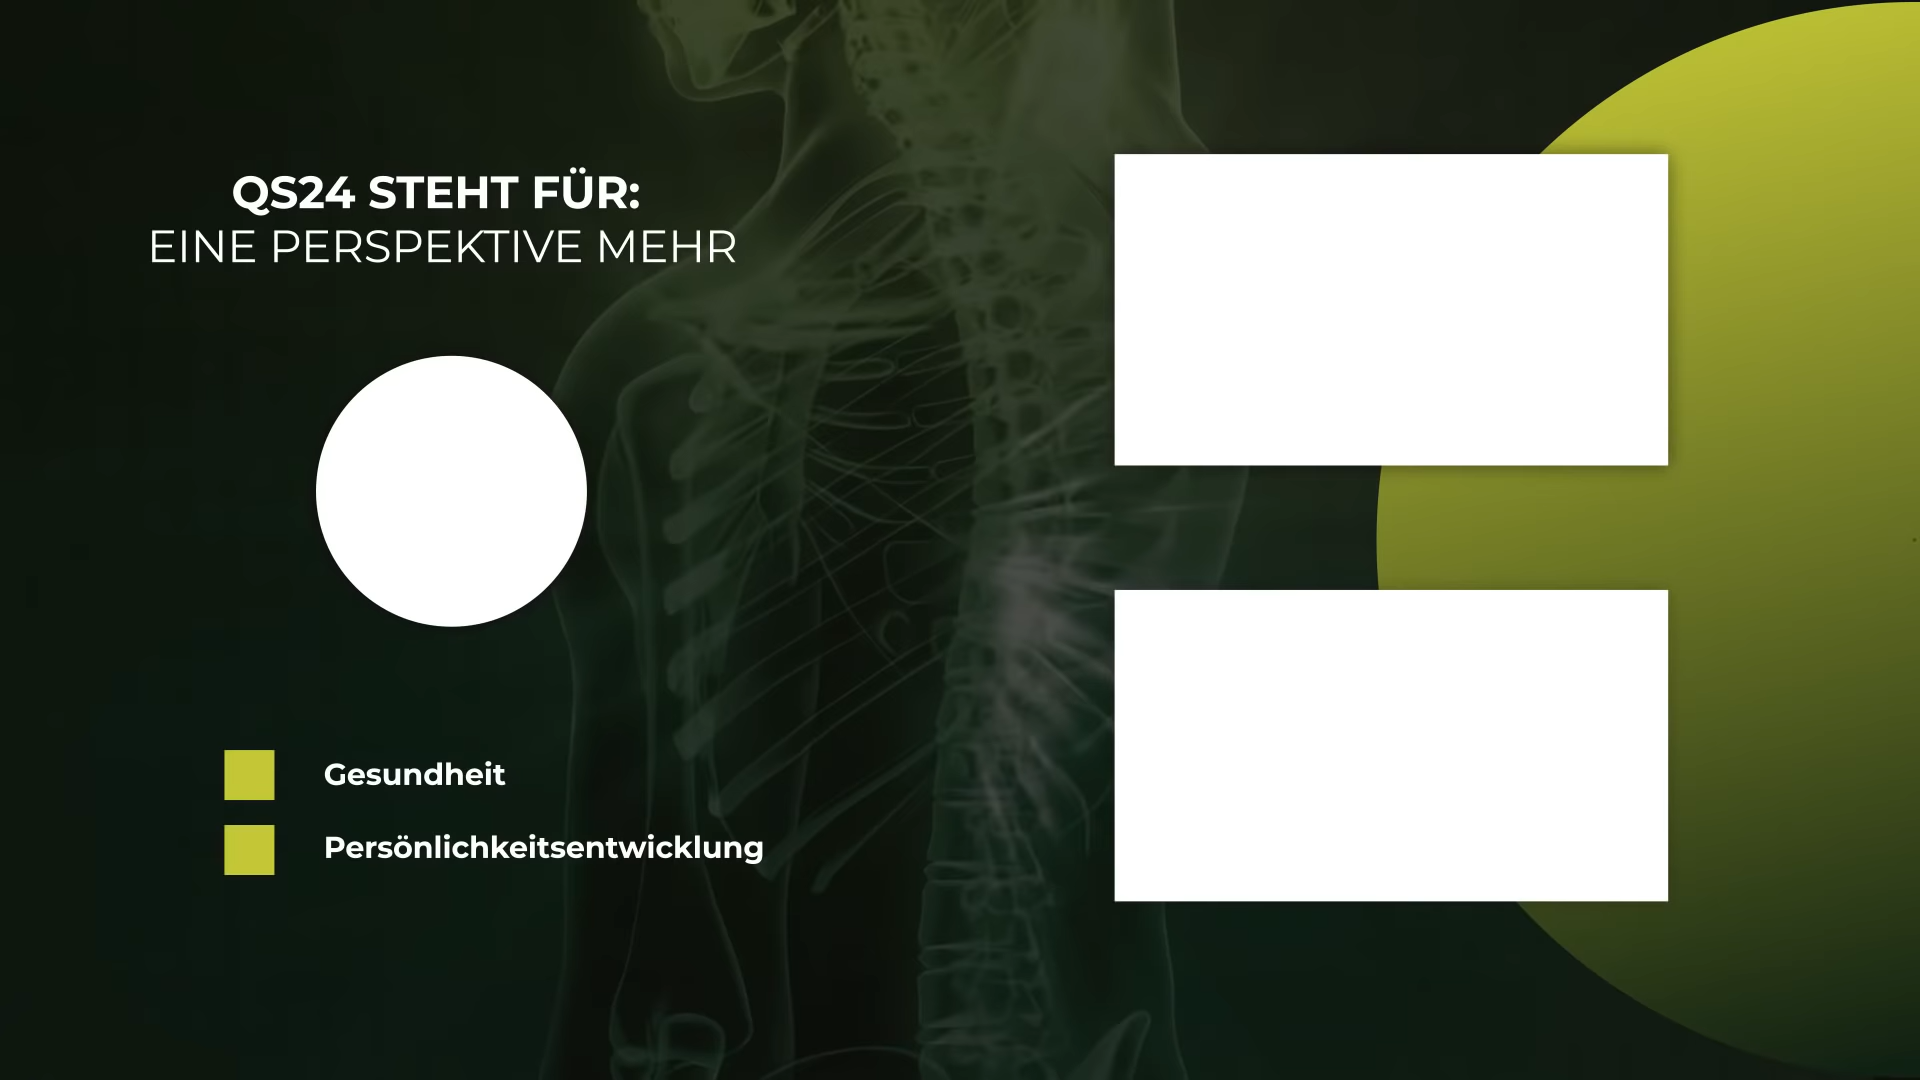 QS24 STEHT FÜR:
EINE PERSPEKTIVE MEHR
Gesundheit
Persönlichkeitsentwicklung